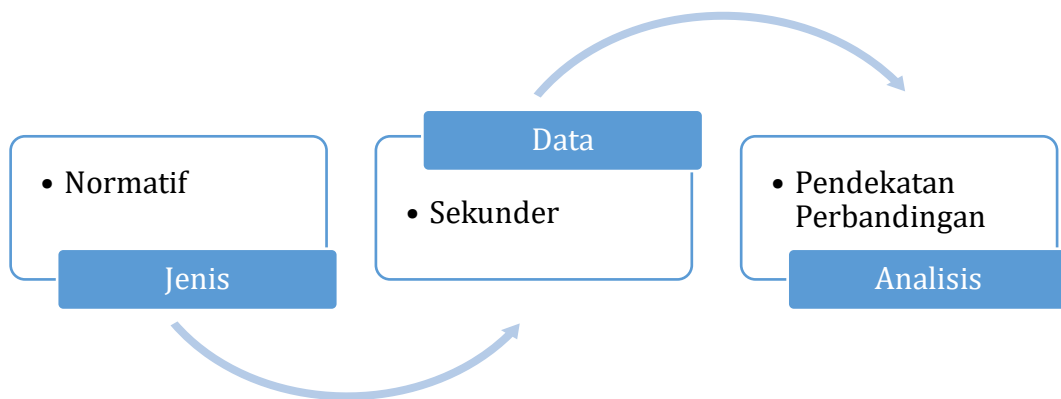 • Normatif
Jenis
Data
• Sekunder
• Pendekatan
Perbandingan
Analisis